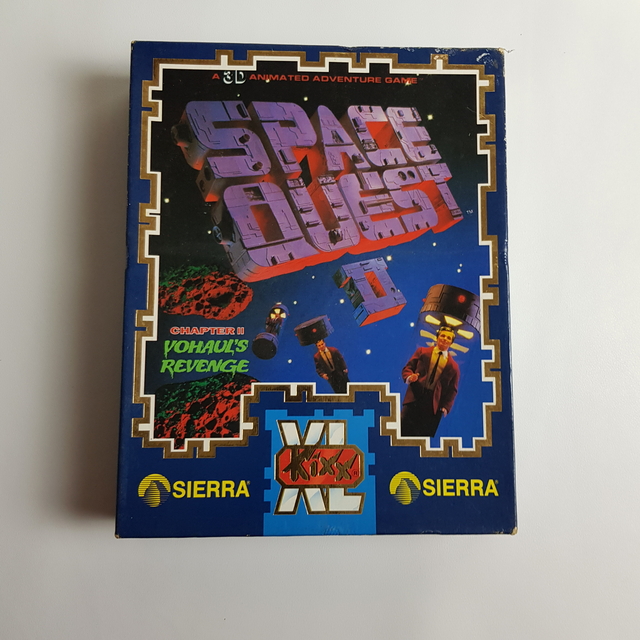 A 3D ANIMATED ADVENTURE GAME
SPACE
QUEST
II
CHAPTER II
VOHAUL'S
REVENGE
XL
Kixx
SIERRA
SIERRA